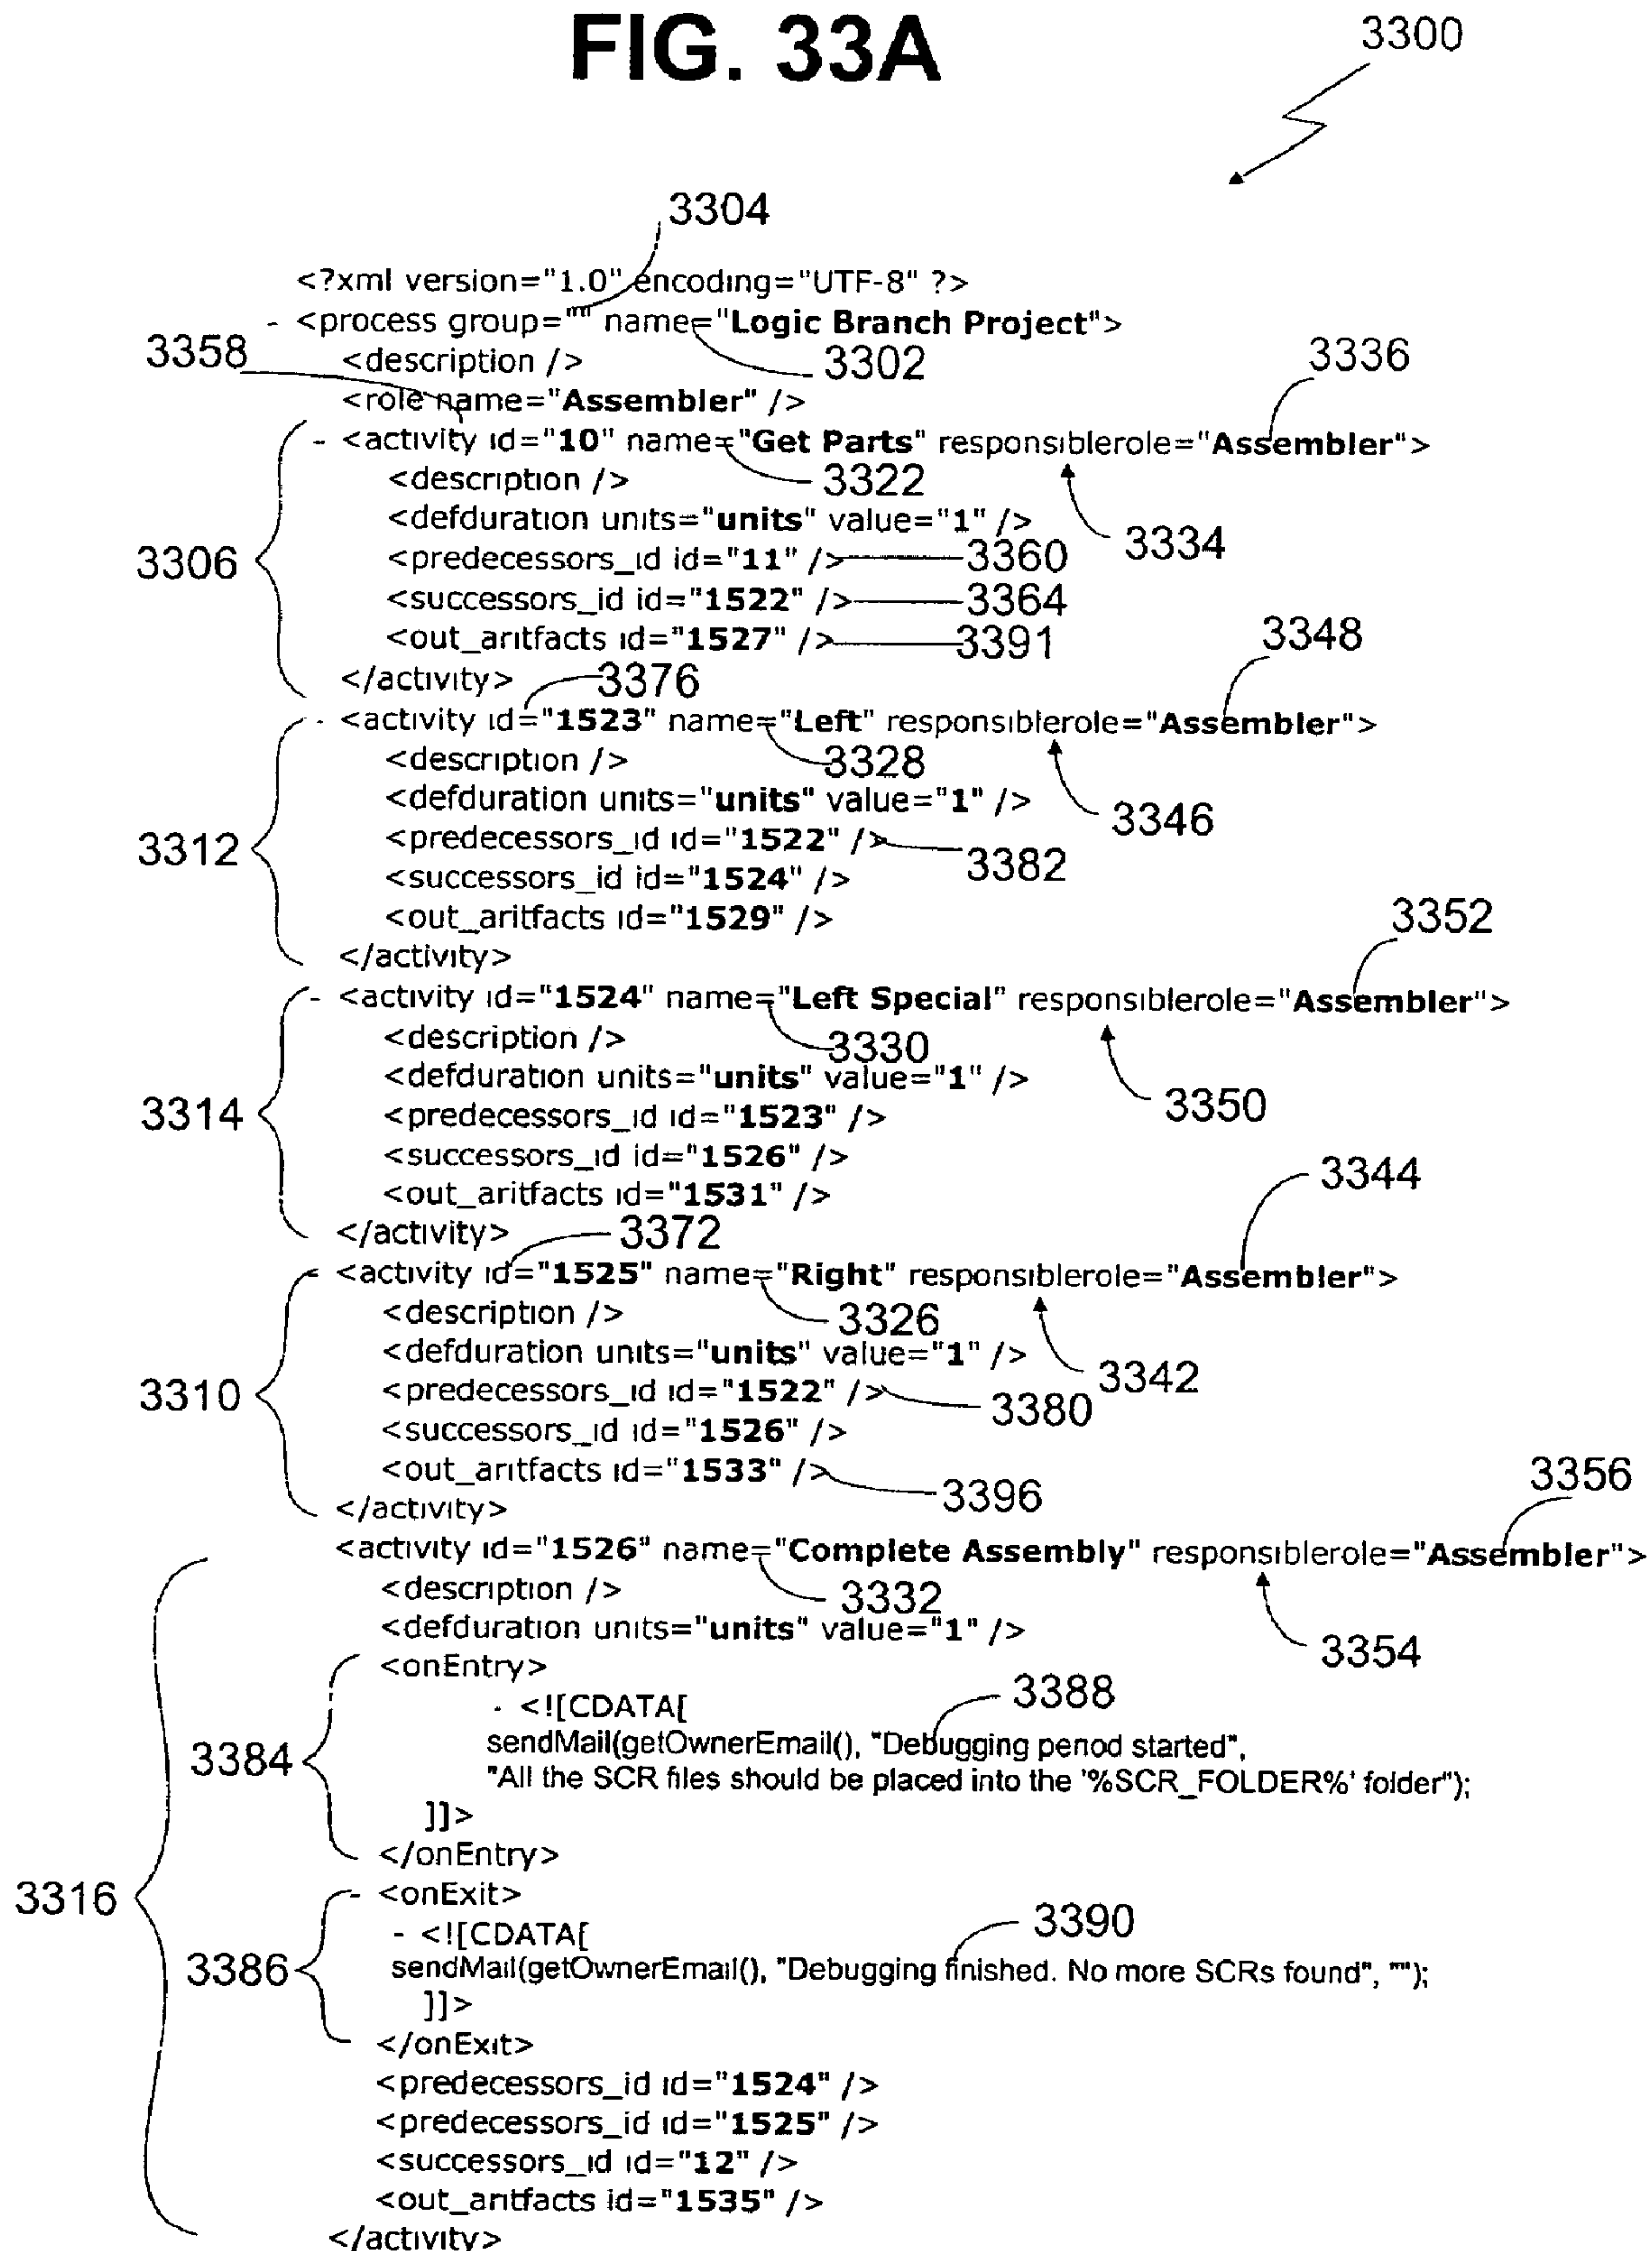 FIG. 33A
3300
3304
<?xml version="1.0" encoding="UTF-8" ?>
- <process group="" name="Logic Branch Project">
3358
<description />
3302
3336
<role name="Assembler" />
- <activity id="10" name="Get Parts" responsiblerole="Assembler">
<description />
3322
<defduration units="units" value="1" />
3334
3306
<predecessors_id id="11" />
3360
<successors_id id="1522" />
3364
<out_aritfacts id="1527" />
3391
3348
</activity>
3376
- <activity id="1523" name="Left" responsiblerole="Assembler">
<description />
3328
<defduration units="units" value="1" />
3346
3312
<predecessors_id id="1522" />
3382
<successors_id id="1524" />
<out_aritfacts id="1529" />
3352
</activity>
- <activity id="1524" name="Left Special" responsiblerole="Assembler">
<description />
3330
<defduration units="units" value="1" />
3350
3314
<predecessors_id id="1523" />
<successors_id id="1526" />
3344
<out_aritfacts id="1531" />
</activity>
3372
- <activity id="1525" name="Right" responsiblerole="Assembler">
<description />
3326
<defduration units="units" value="1" />
3342
3310
<predecessors_id id="1522" />
3380
<successors_id id="1526" />
<out_aritfacts id="1533" />
3396
3356
</activity>
<activity id="1526" name="Complete Assembly" responsiblerole="Assembler">
<description />
3332
<defduration units="units" value="1" />
3354
<onEntry>
- <![CDATA[
3388
3384
sendMail(getOwnerEmail(), "Debugging period started",
"All the SCR files should be placed into the '%SCR_FOLDER%' folder");
]]>
</onEntry>
3316
- <onExit>
- <![CDATA[
3390
3386
sendMail(getOwnerEmail(), "Debugging finished. No more SCRs found", "");
]]>
</onExit>
<predecessors_id id="1524" />
<predecessors_id id="1525" />
<successors_id id="12" />
<out_aritfacts id="1535" />
</activity>